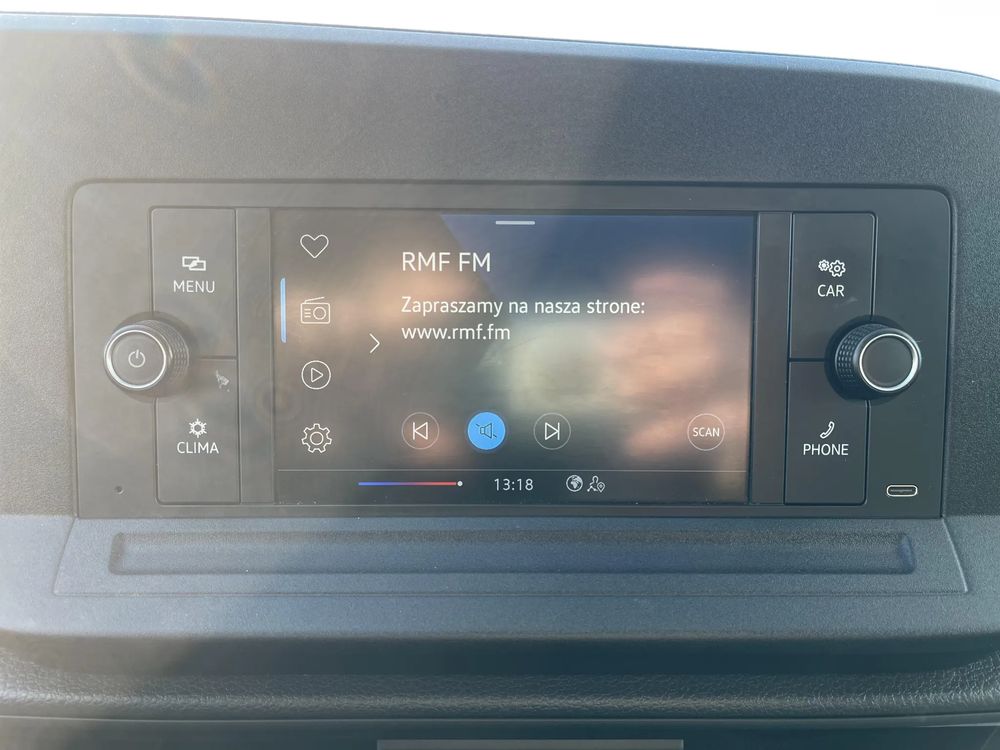 MENU
CLIMA
RMF FM
Zapraszamy na nasza strone:
www.rmf.fm
SCAN
13:18
CAR
PHONE